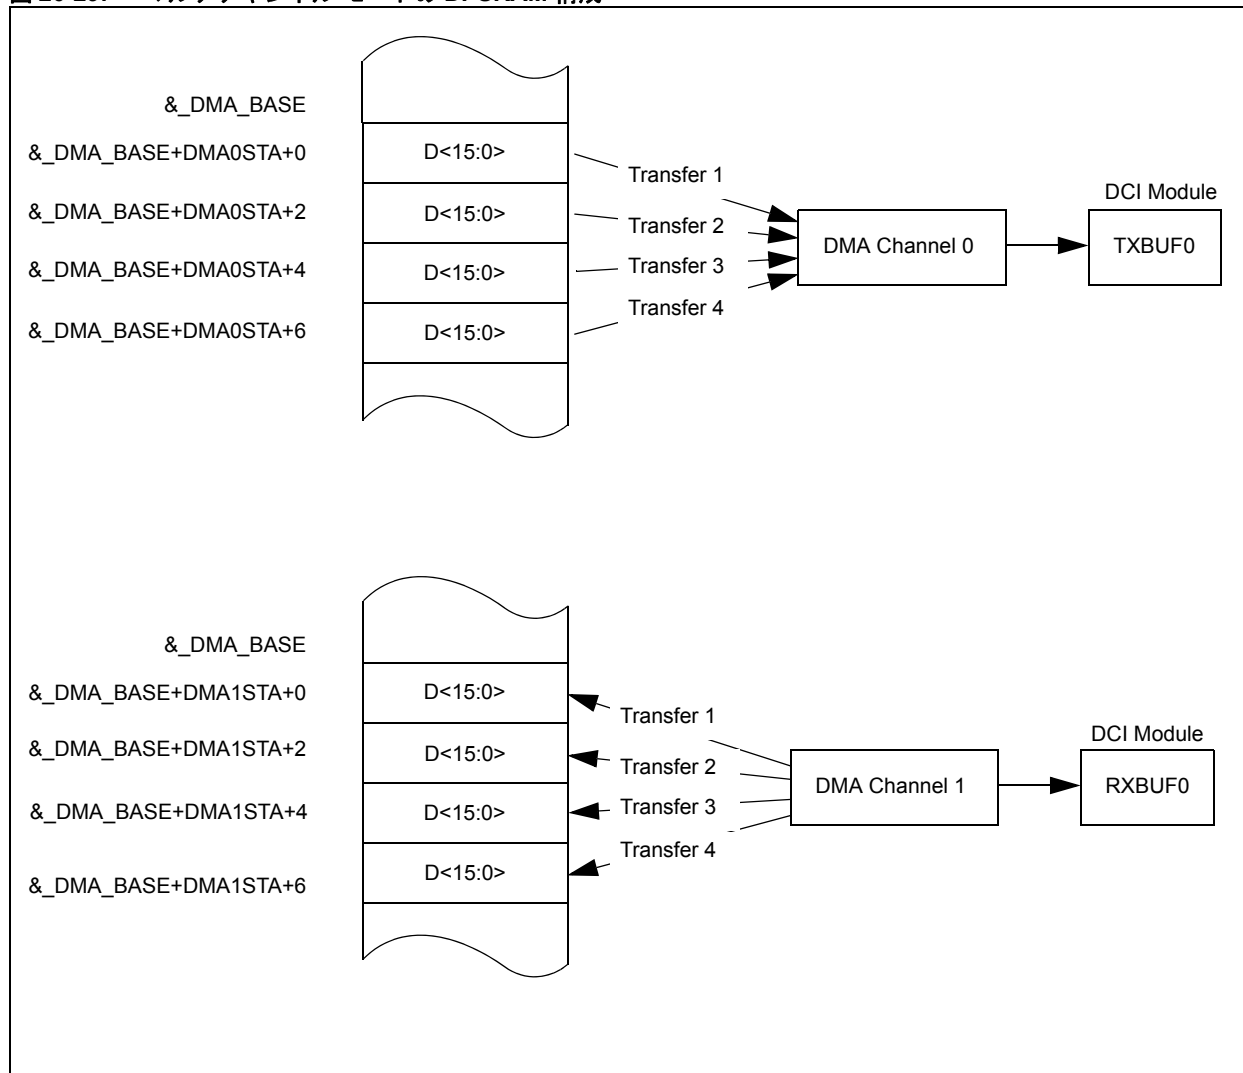 &_DMA_BASE
&_DMA_BASE+DMA0STA+0
D<15:0>
Transfer 1
&_DMA_BASE+DMA0STA+2
D<15:0>
Transfer 2
&_DMA_BASE+DMA0STA+4
D<15:0>
Transfer 3
&_DMA_BASE+DMA0STA+6
D<15:0>
Transfer 4
DMA Channel 0
DCI Module
TXBUF0
&_DMA_BASE
&_DMA_BASE+DMA1STA+0
D<15:0>
Transfer 1
&_DMA_BASE+DMA1STA+2
D<15:0>
Transfer 2
&_DMA_BASE+DMA1STA+4
D<15:0>
Transfer 3
&_DMA_BASE+DMA1STA+6
D<15:0>
Transfer 4
DMA Channel 1
DCI Module
RXBUF0